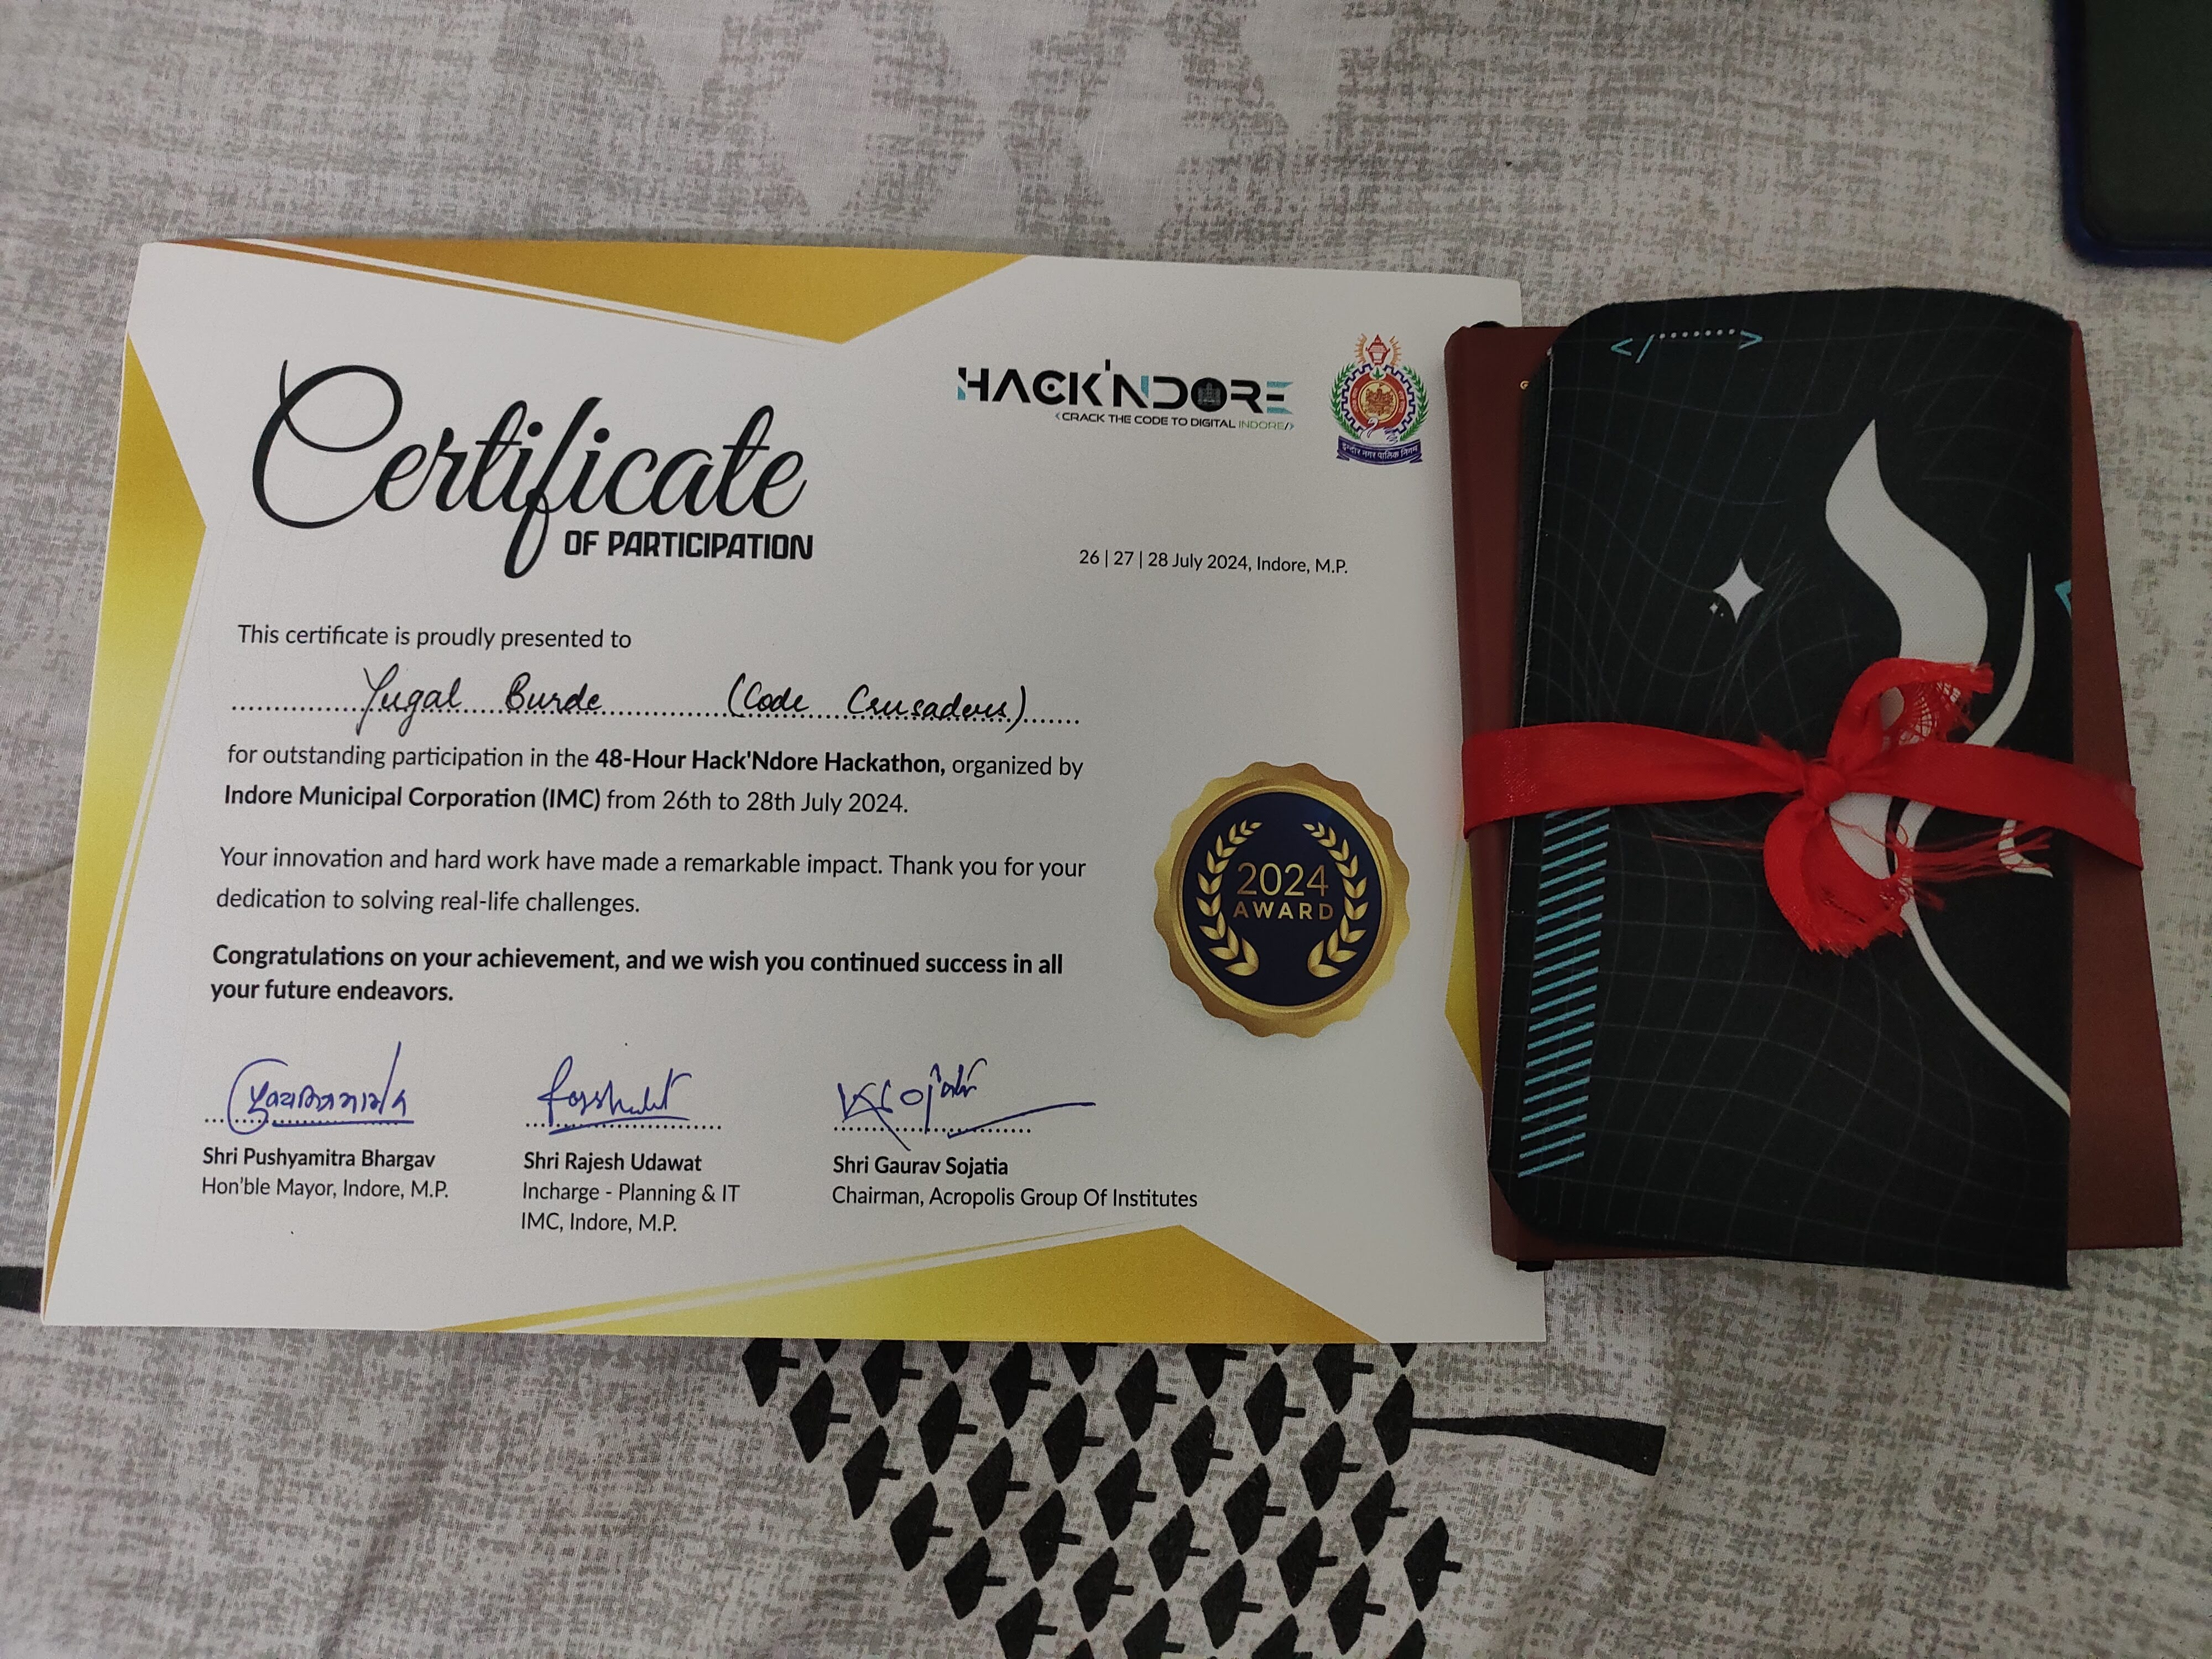 Certificate
OF PARTICIPATION
HACK'NDORE
<CRACK THE CODE TO DIGITAL INDORE/>
इन्दौर नगर पालिक निगम
26 | 27 | 28 July 2024, Indore, M.P.
This certificate is proudly presented to
Yugal Burde (Code Crusaders)
for outstanding participation in the 48-Hour Hack'Ndore Hackathon, organized by
Indore Municipal Corporation (IMC) from 26th to 28th July 2024.
Your innovation and hard work have made a remarkable impact. Thank you for your
dedication to solving real-life challenges.
Congratulations on your achievement, and we wish you continued success in all
your future endeavors.
2024
AWARD
Shri Pushyamitra Bhargav
Hon'ble Mayor, Indore, M.P.
Shri Rajesh Udawat
Incharge - Planning & IT
IMC, Indore, M.P.
Shri Gaurav Sojatia
Chairman, Acropolis Group Of Institutes
</.......>